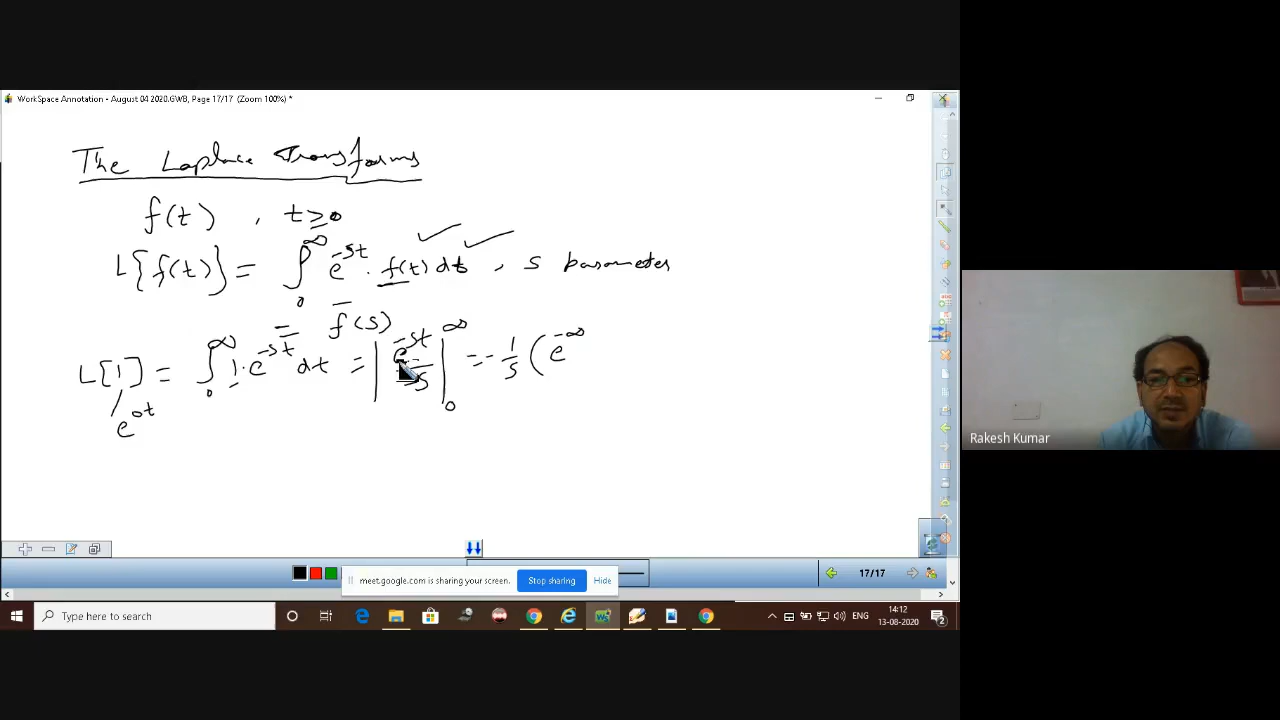 WorkSpace Annotation - August 04 2020.GWB, Page 17/17 (Zoom 100%) *
The Laplace Transforms
f(t) , t ≥ 0
L{f(t)} = ∫₀^∞ e^{-st} . f(t) dt , s parameter
= f̄(s)
L[1] = ∫₀^∞ 1 . e^{-st} dt = | e^{-st} / -s |₀^∞ = - 1/s ( e^{-∞}
e^{0t}
Rakesh Kumar
meet.google.com is sharing your screen. Stop sharing Hide
17/17
Type here to search
ENG
14:12
13-08-2020
2